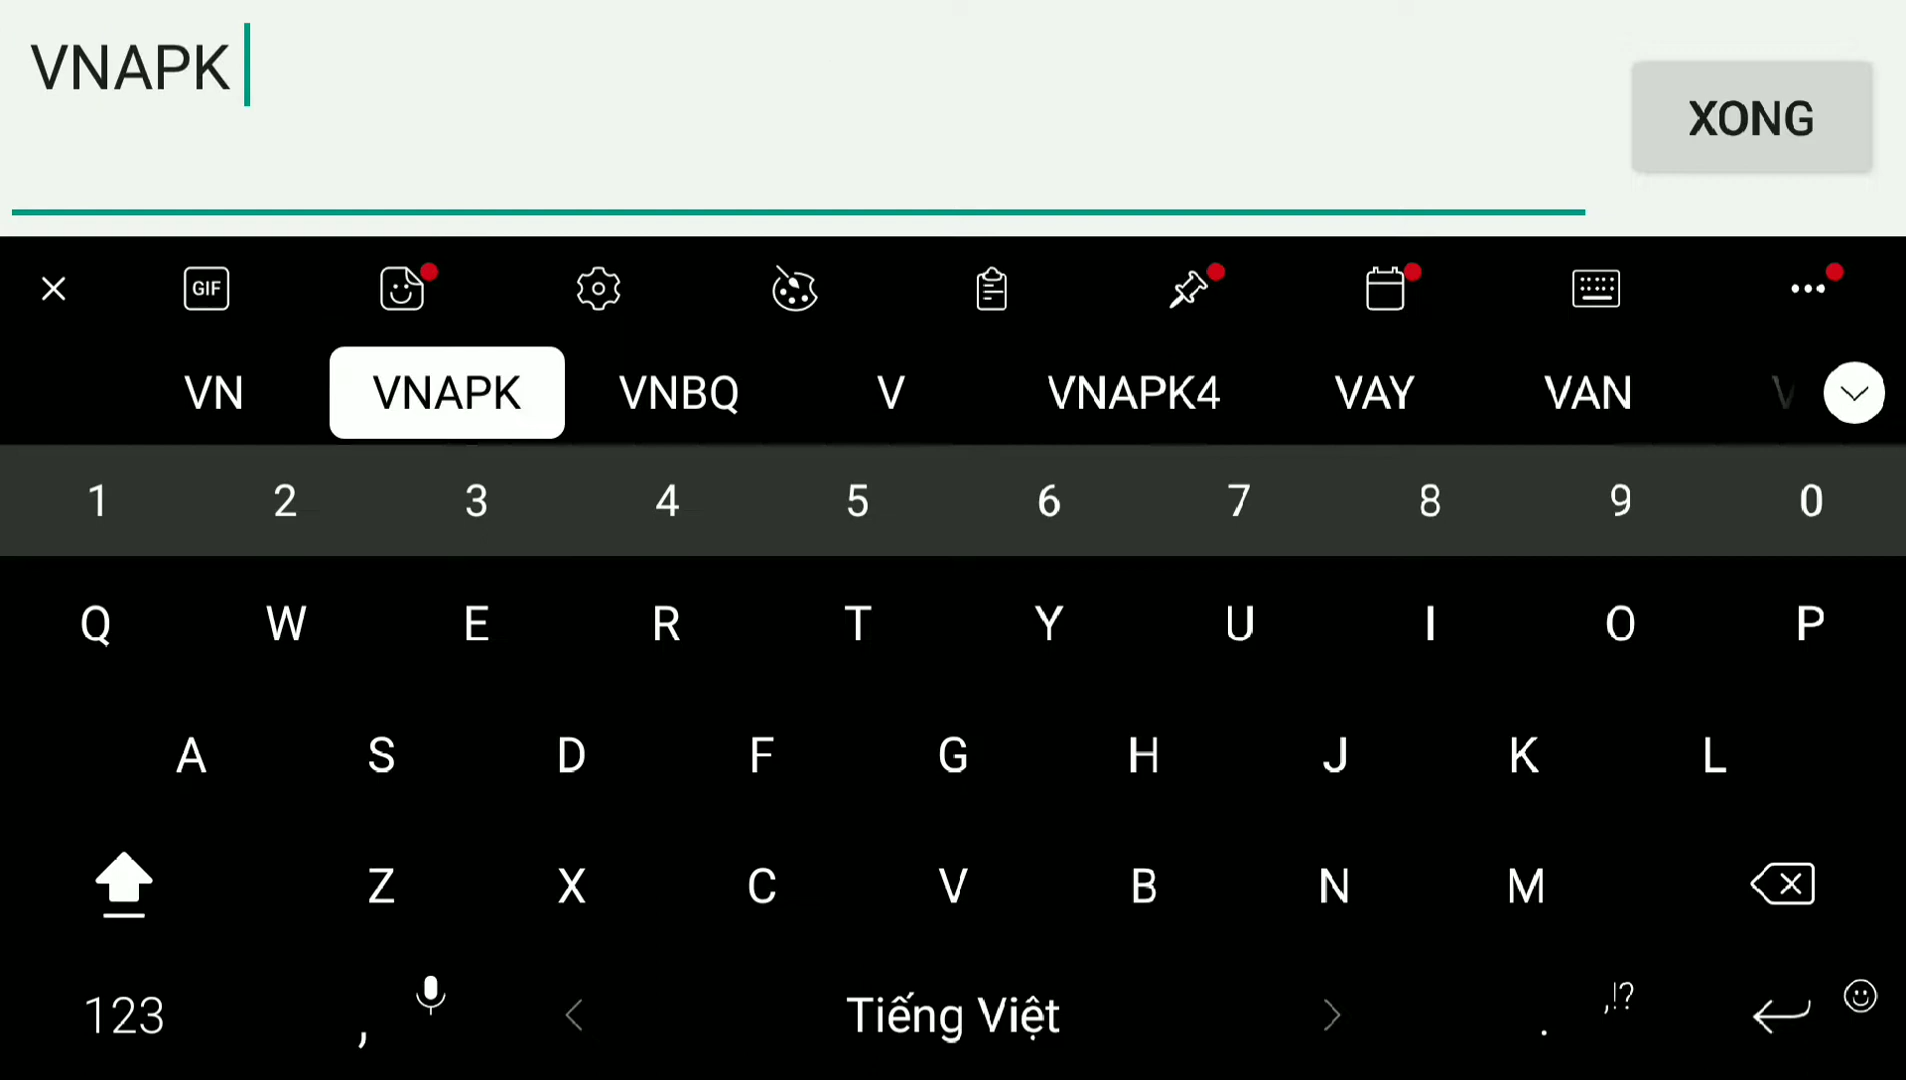 VNAPK
XONG
GIF
VN VNAPK VNBQ V VNAPK4 VAY VAN
1 2 3 4 5 6 7 8 9 0
Q W E R T Y U I O P
A S D F G H J K L
Z X C V B N M
123 , < Tiếng Việt > . ,!?